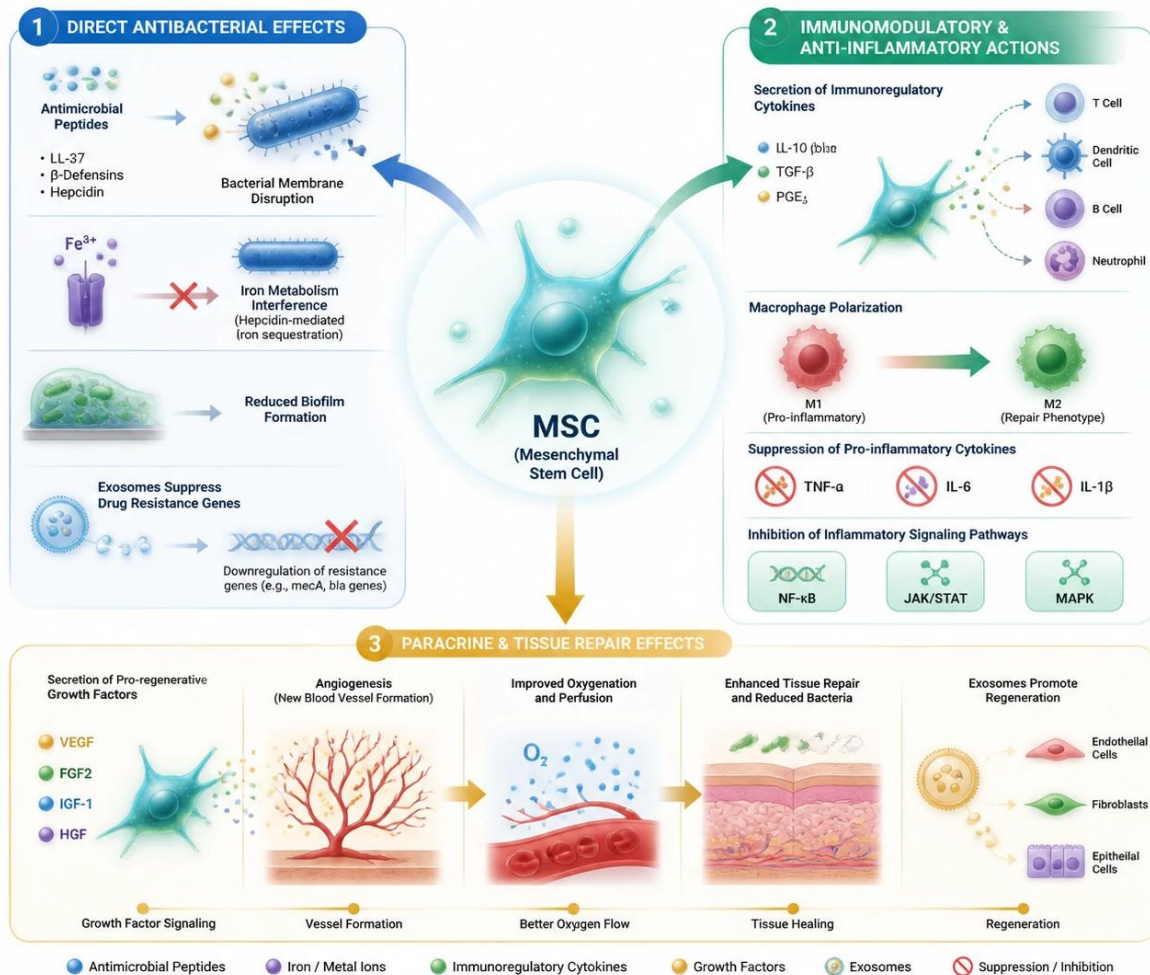 1 DIRECT ANTIBACTERIAL EFFECTS
Antimicrobial
Peptides
• LL-37
• β-Defensins
• Hepcidin
Bacterial Membrane
Disruption
Fe³⁺
Iron Metabolism
Interference
(Hepcidin-mediated
iron sequestration)
Reduced Biofilm
Formation
Exosomes Suppress
Drug Resistance Genes
Downregulation of resistance
genes (e.g., mecA, bla genes)
MSC
(Mesenchymal
Stem Cell)
2 IMMUNOMODULATORY &
ANTI-INFLAMMATORY ACTIONS
Secretion of Immunoregulatory
Cytokines
LL-10
TGF-β
T Cell
Dendritic
Cell
B Cell
Neutrophil
Macrophage Polarization
M1
(Pro-inflammatory)
M2
(Repair Phenotype)
Suppression of Pro-inflammatory Cytokines
TNF-α
IL-6
IL-1β
Inhibition of Inflammatory Signaling Pathways
NF-κB
JAK/STAT
MAPK
3 PARACRINE & TISSUE REPAIR EFFECTS
Secretion of Pro-regenerative
Growth Factors
VEGF
FGF2
IGF-1
HGF
Angiogenesis
(New Blood Vessel Formation)
Improved Oxygenation
and Perfusion
O₂
Enhanced Tissue Repair
and Reduced Bacteria
Exosomes Promote
Regeneration
Endotheilal
Cells
Fibroblasts
Epitheilal
Cells
Growth Factor Signaling
Vessel Formation
Better Oxygen Flow
Tissue Healing
Regeneration
Antimicrobial Peptides
Iron / Metal Ions
Immunoregulatory Cytokines
Growth Factors
Exosomes
Suppression / Inhibition